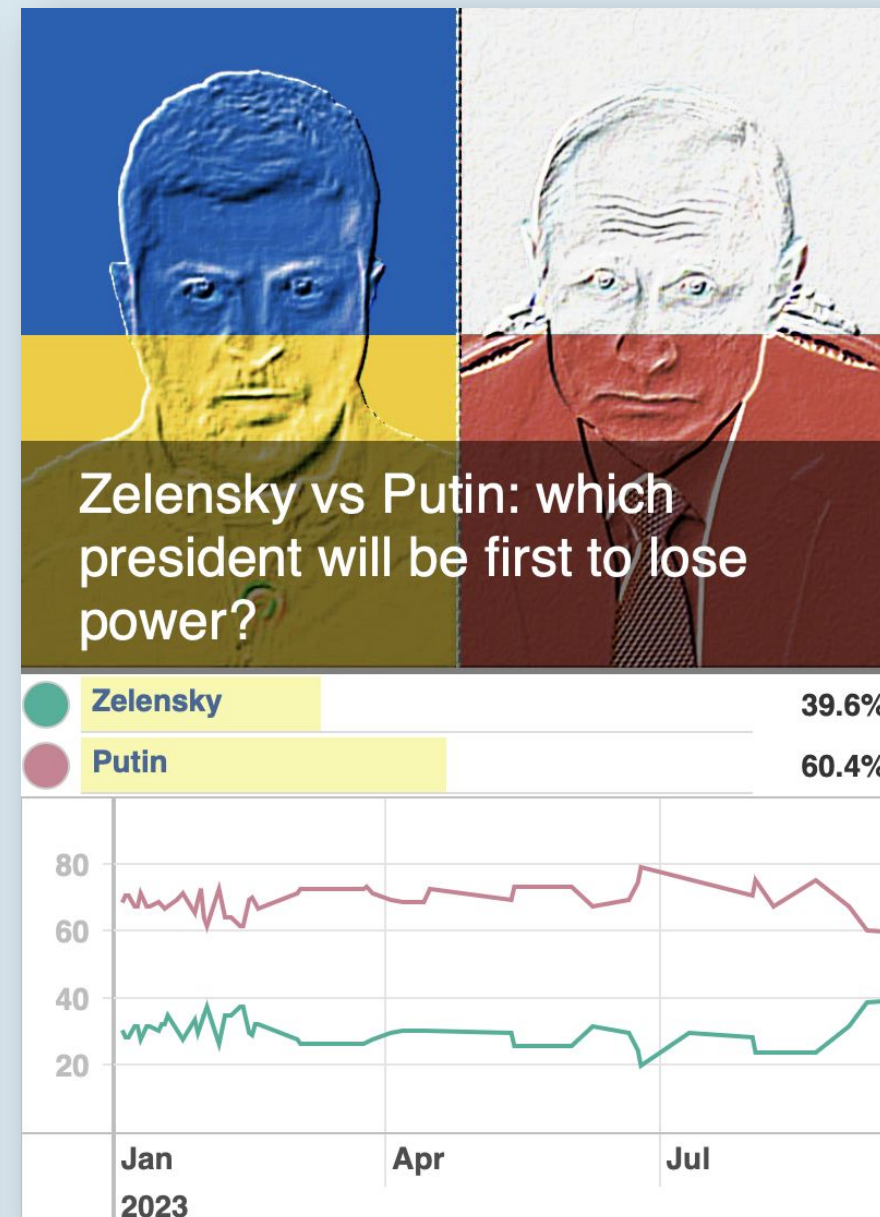 Zelensky vs Putin: which
president will be first to lose
power?
Zelensky 39.6%
Putin 60.4%
80
60
40
20
Jan Apr Jul
2023